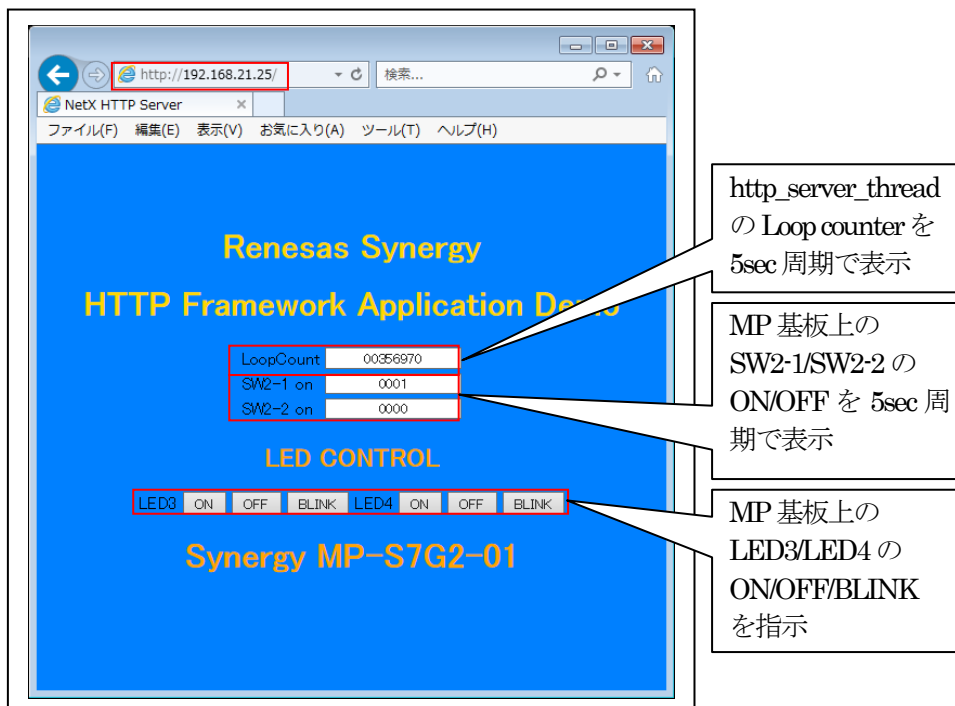 http://192.168.21.25/
検索...
NetX HTTP Server
ファイル(F) 編集(E) 表示(V) お気に入り(A) ツール(T) ヘルプ(H)
Renesas Synergy
HTTP Framework Application Demo
LoopCount 00356970
SW2-1 on 0001
SW2-2 on 0000
LED CONTROL
LED3 ON OFF BLINK LED4 ON OFF BLINK
Synergy MP-S7G2-01
http_server_thread
の Loop counter を
5sec 周期で表示
MP 基板上の
SW2-1/SW2-2 の
ON/OFF を 5sec 周
期で表示
MP 基板上の
LED3/LED4 の
ON/OFF/BLINK
を指示